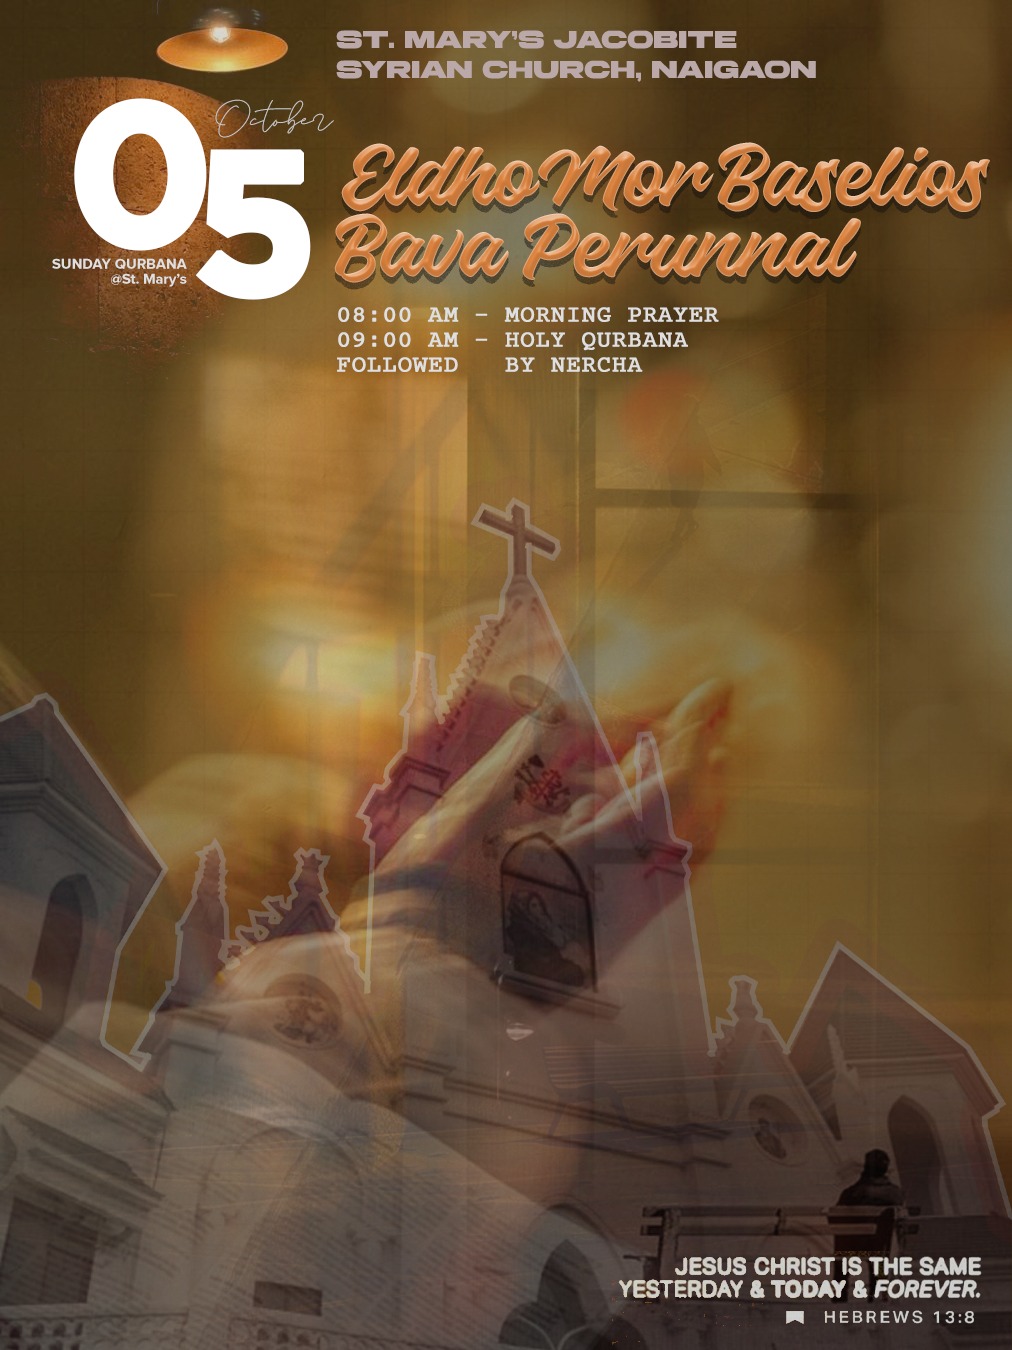 ST. MARY'S JACOBITE
SYRIAN CHURCH, NAIGAON
October
05
SUNDAY QURBANA
@St. Mary's
Eldho Mor Baselios
Bava Perunnal
08:00 AM – MORNING PRAYER
09:00 AM – HOLY QURBANA
FOLLOWED BY NERCHA
JESUS CHRIST IS THE SAME
YESTERDAY & TODAY & FOREVER.
HEBREWS 13:8